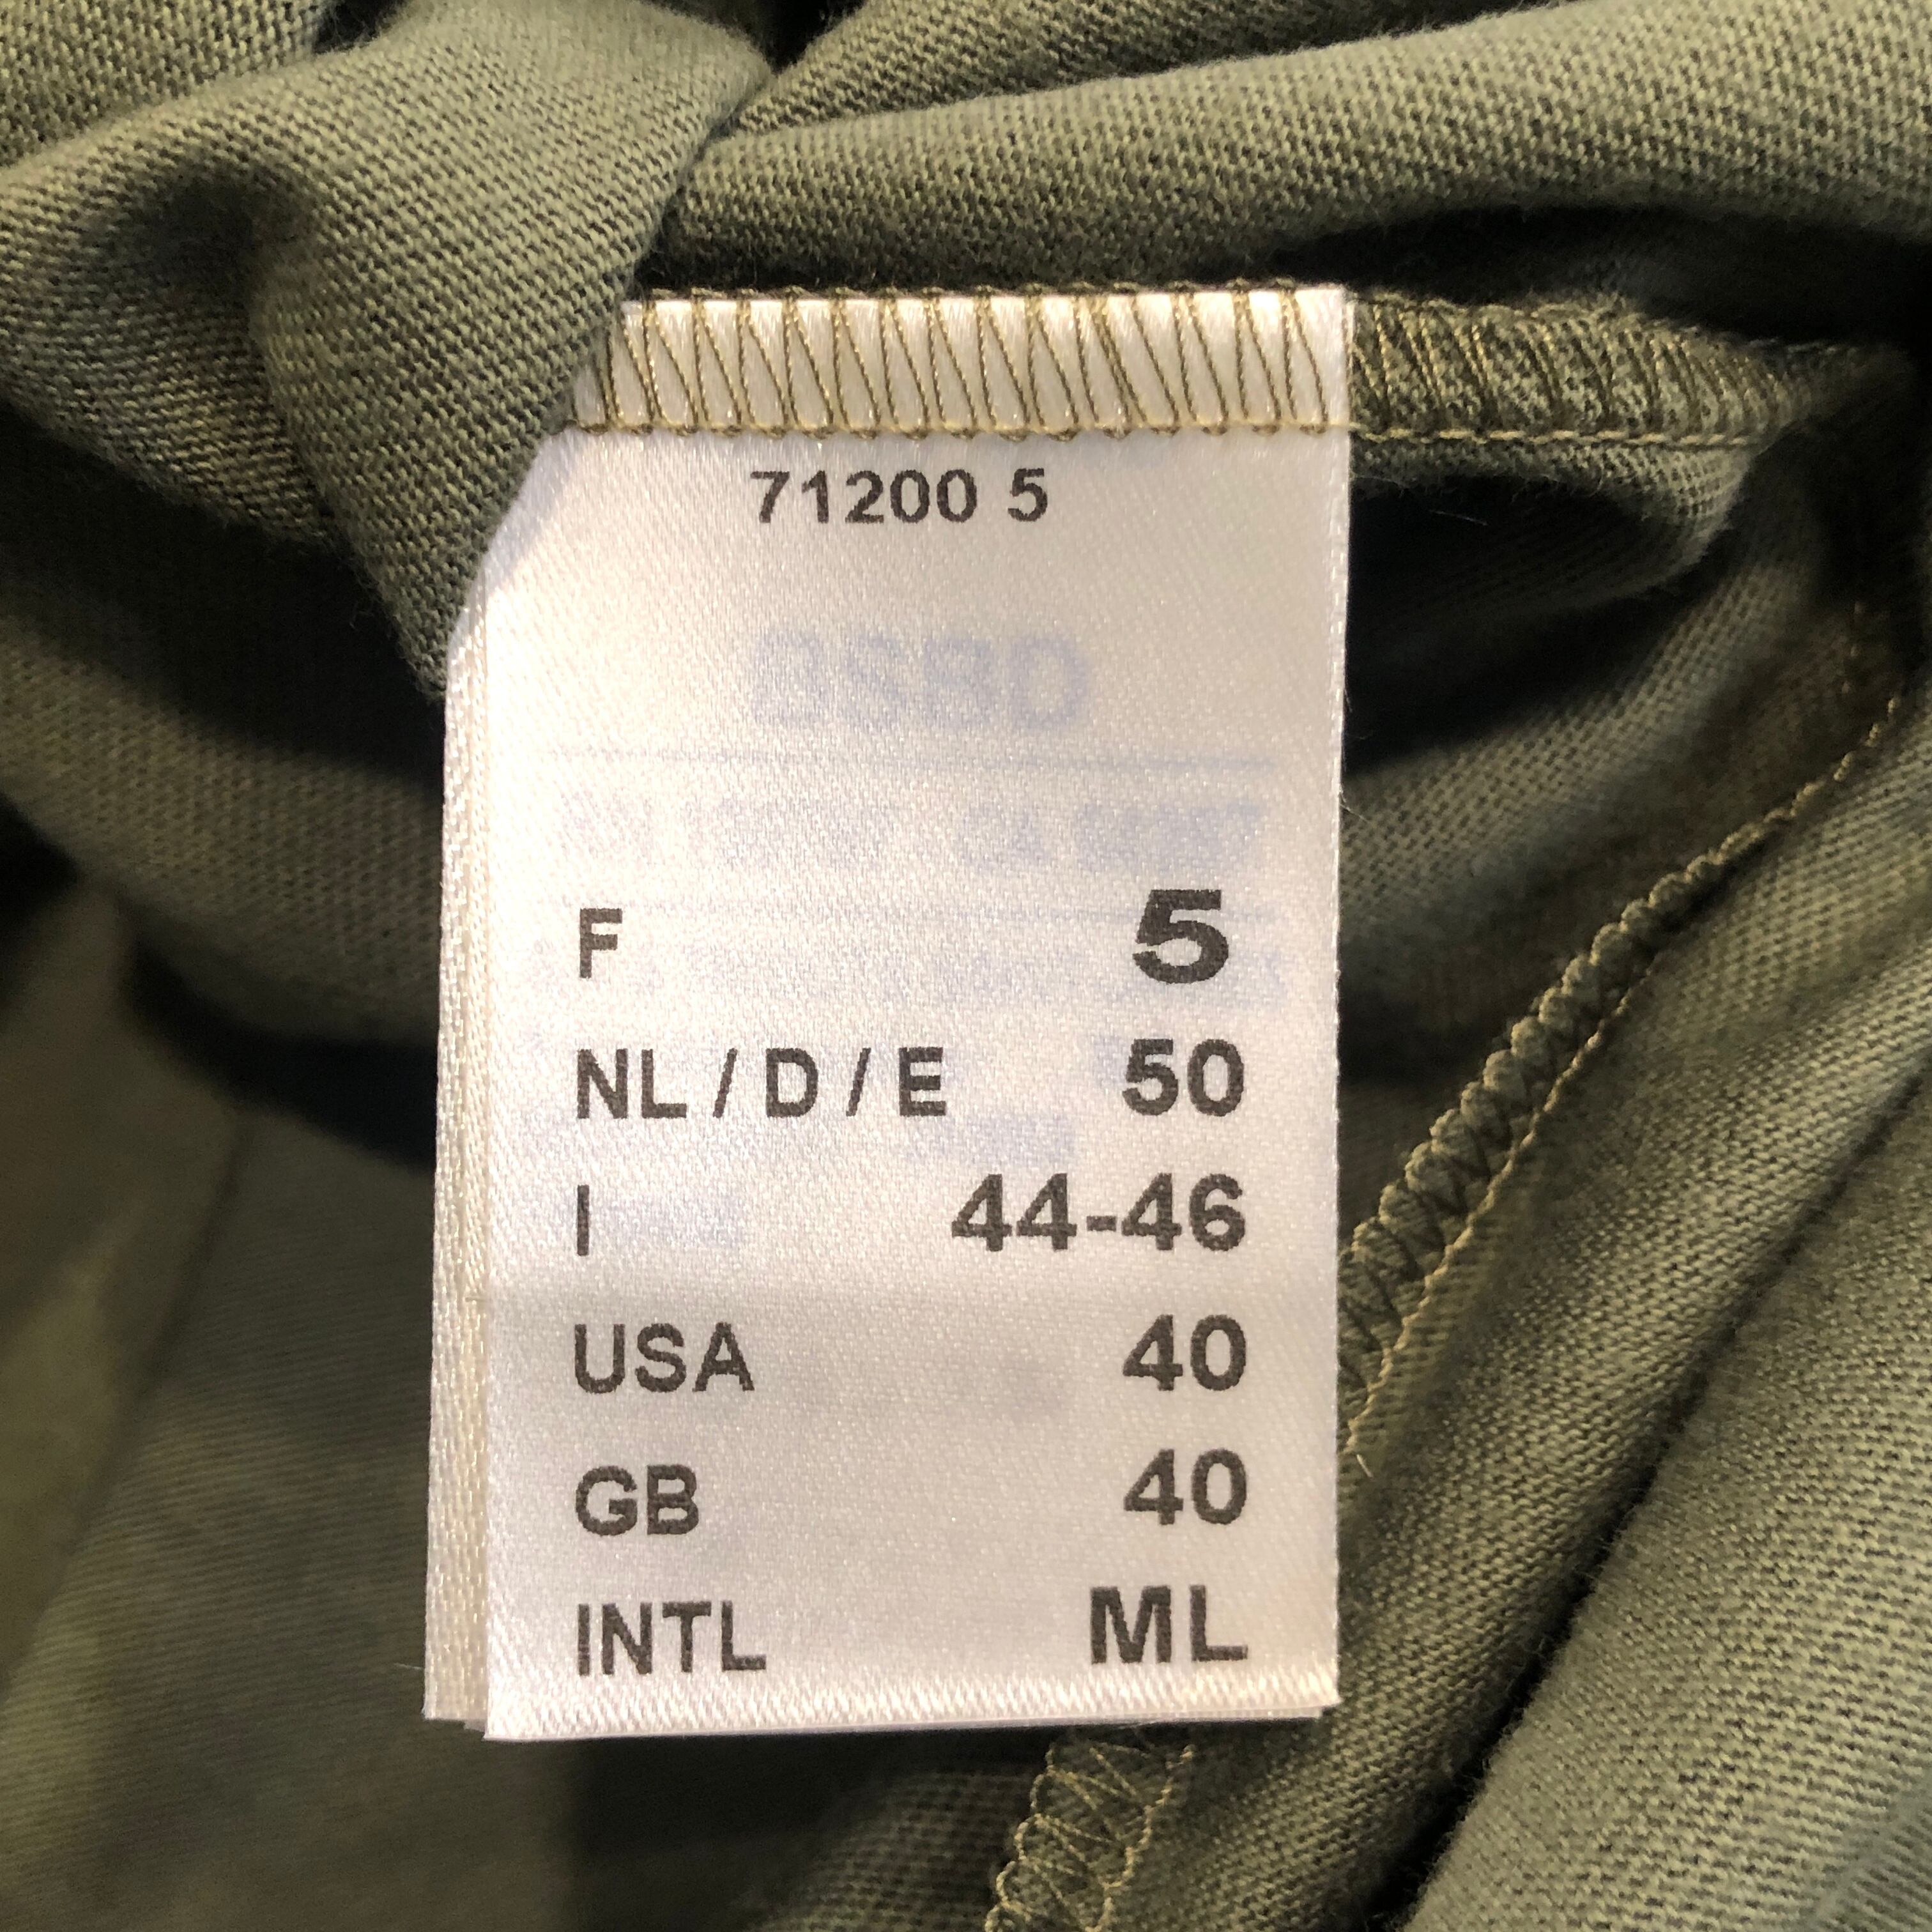 71200 5
F 5
NL / D / E 50
I 44-46
USA 40
GB 40
INTL ML